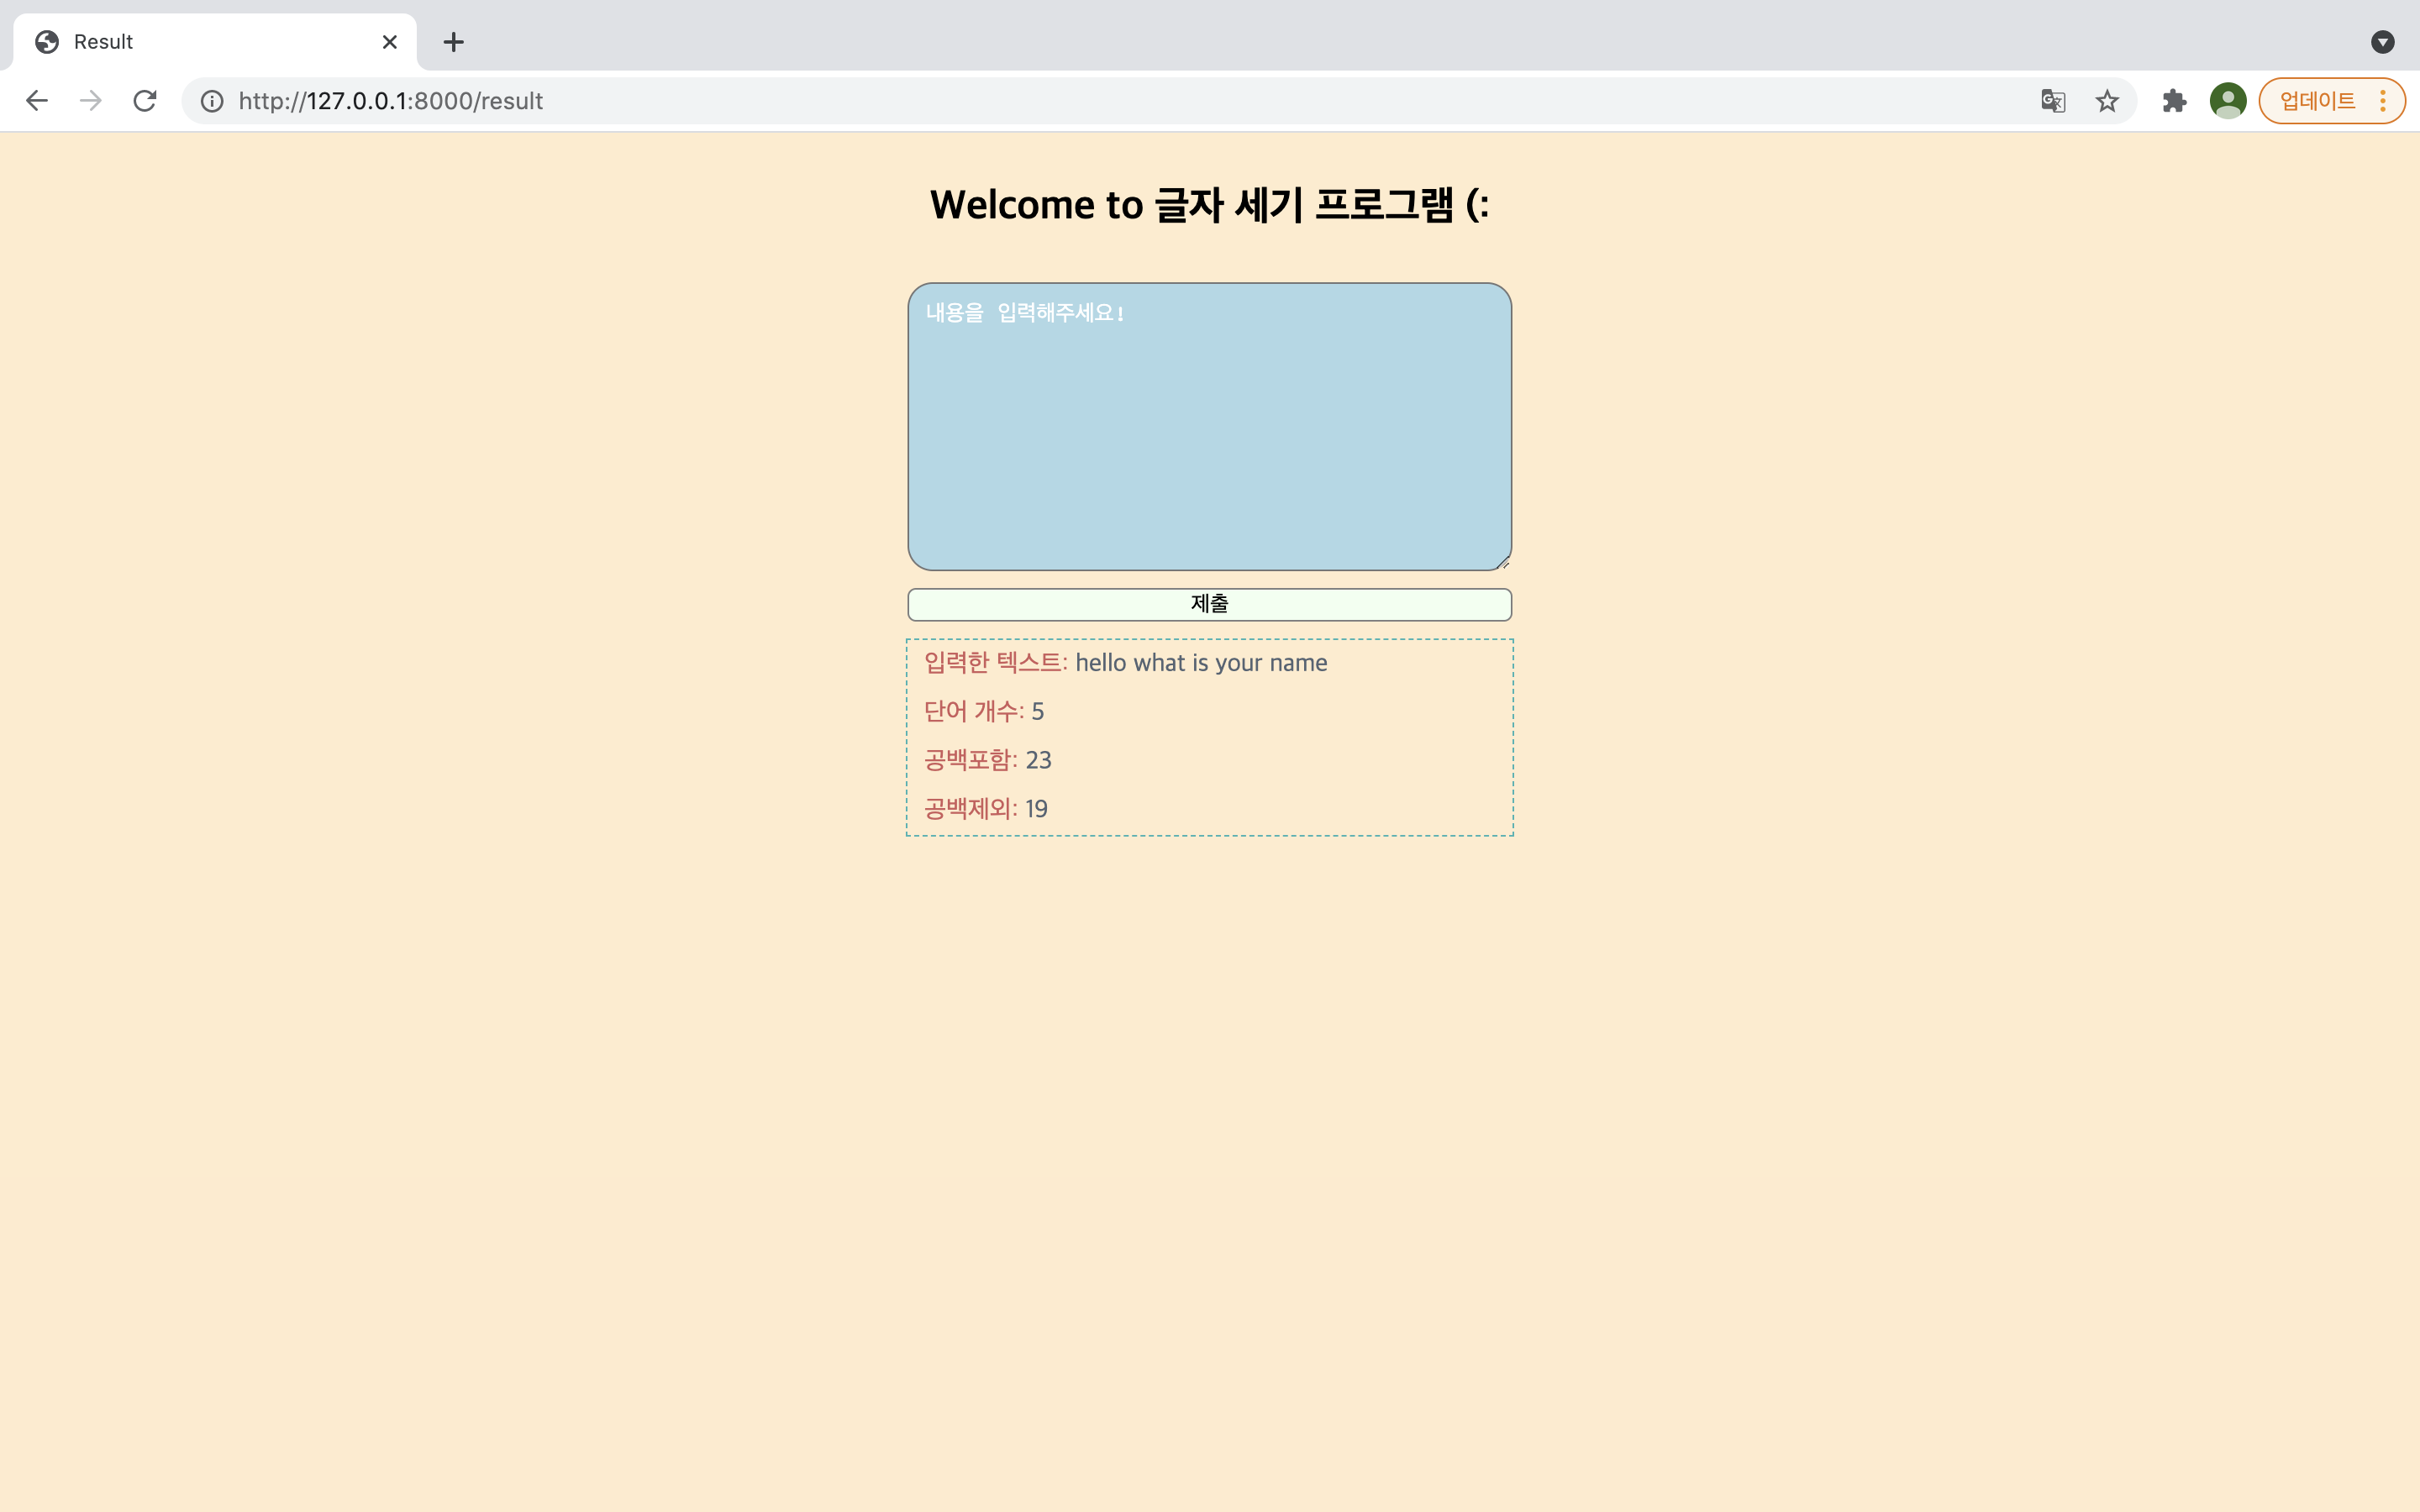 Result
http://127.0.0.1:8000/result
업데이트
Welcome to 글자 세기 프로그램 (:
내용을 입력해주세요!
제출
입력한 텍스트: hello what is your name
단어 개수: 5
공백포함: 23
공백제외: 19